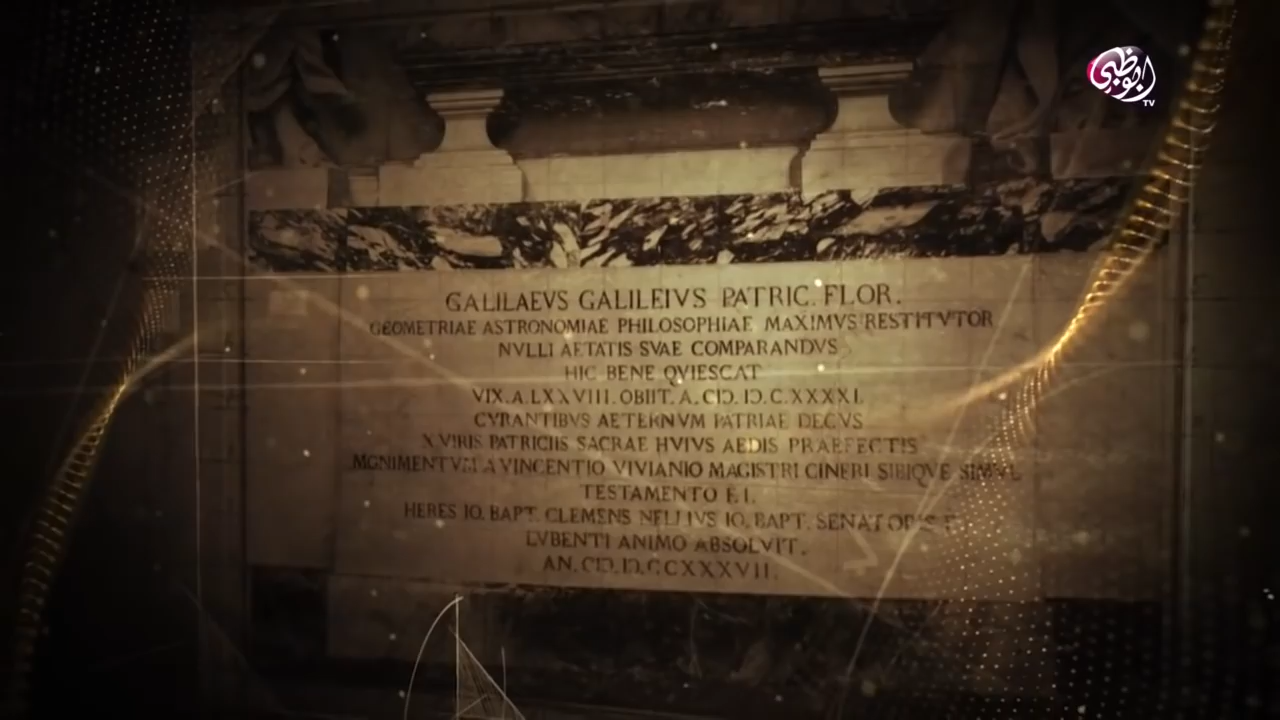 ابوظبي
TV
GALILAEVS GALILEIVS PATRIC. FLOR.
GEOMETRIAE ASTRONOMIAE PHILOSOPHIAE MAXIMVS RESTITVTOR
NVLLI AETATIS SVAE COMPARANDVS
HIC BENE QVIESCAT
VIX. A. LXXVIII. OBIIT. A. CIƆ. IƆ. C. XXXXI.
CVRANTIBVS AETERNVM PATRIAE DECVS
X. VIRIS PATRICIIS SACRAE HVIVS AEDIS PRAEFECTIS
MONIMENTVM A VINCENTIO VIVIANIO MAGISTRI CINERI SIBIQVE SIMVL
TESTAMENTO F. I.
HERES IO. BAPT. CLEMENS NELLIVS IO. BAPT. SENATORIS F.
LVBENTI ANIMO ABSOLVIT.
AN. CIƆ. IƆ. CCXXXVII.